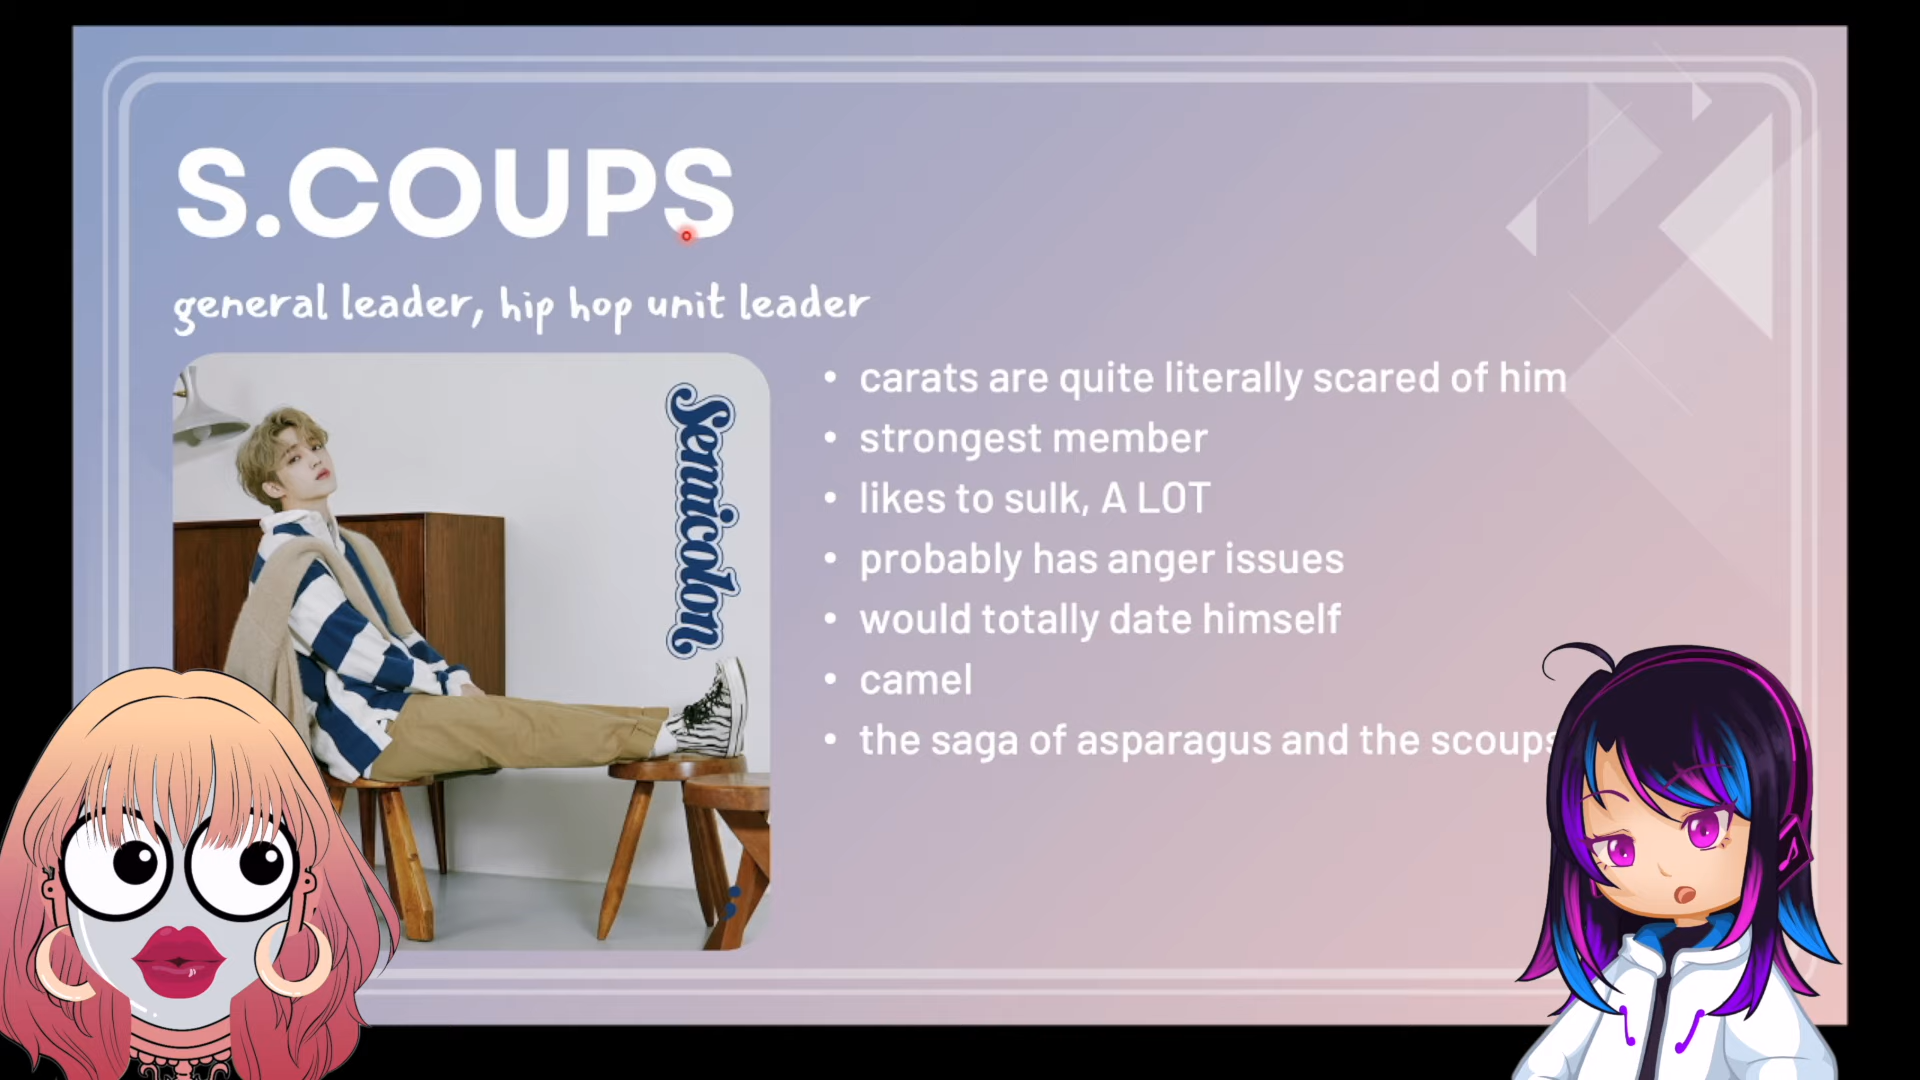 S.COUPS
general leader, hip hop unit leader
Semicolon
• carats are quite literally scared of him
• strongest member
• likes to sulk, A LOT
• probably has anger issues
• would totally date himself
• camel
• the saga of asparagus and the scoups